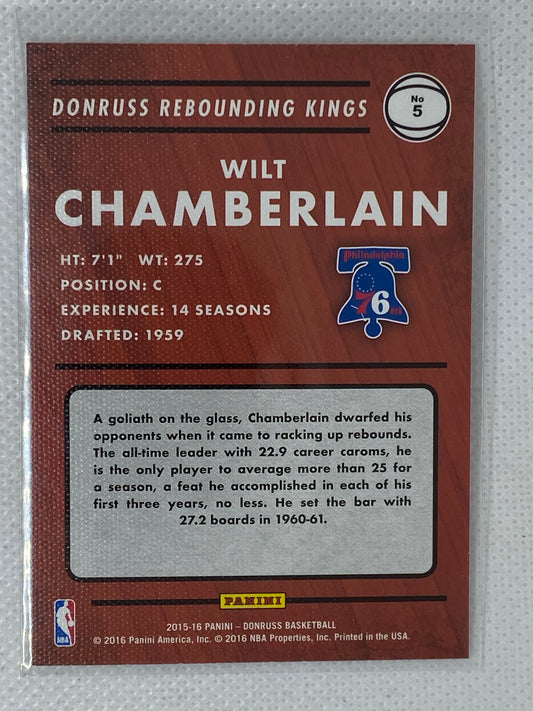 DONRUSS REBOUNDING KINGS
No
5
WILT
CHAMBERLAIN
HT: 7'1" WT: 275
POSITION: C
EXPERIENCE: 14 SEASONS
DRAFTED: 1959
Philadelphia
76ers
A goliath on the glass, Chamberlain dwarfed his
opponents when it came to racking up rebounds.
The all-time leader with 22.9 career caroms, he
is the only player to average more than 25 for
a season, a feat he accomplished in each of his
first three years, no less. He set the bar with
27.2 boards in 1960-61.
PANINI
NBA
2015-16 PANINI – DONRUSS BASKETBALL
© 2016 Panini America, Inc. © 2016 NBA Properties, Inc. Printed in the USA.